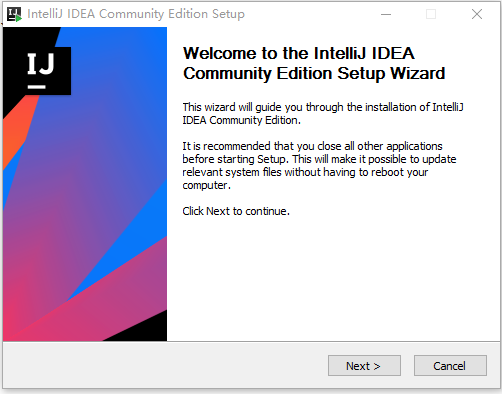 IntelliJ IDEA Community Edition Setup
IJ
Welcome to the IntelliJ IDEA
Community Edition Setup Wizard
This wizard will guide you through the installation of IntelliJ
IDEA Community Edition.
It is recommended that you close all other applications
before starting Setup. This will make it possible to update
relevant system files without having to reboot your
computer.
Click Next to continue.
Next >
Cancel